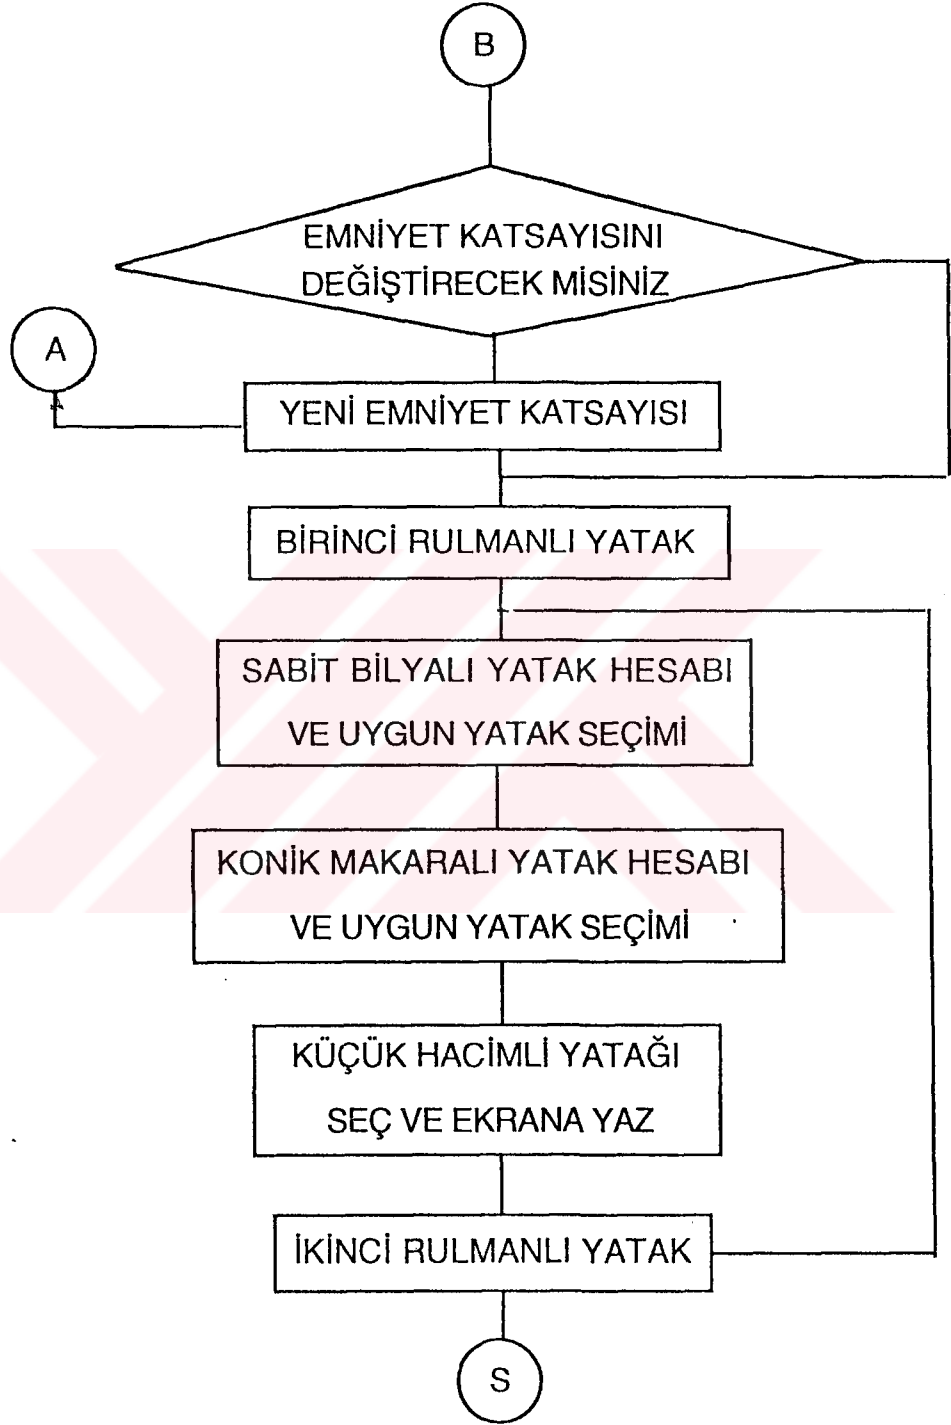 B
EMNİYET KATSAYISINI
DEĞİŞTİRECEK MİSİNİZ
A
YENİ EMNİYET KATSAYISI
BİRİNCİ RULMANLI YATAK
SABİT BİLYALI YATAK HESABI
VE UYGUN YATAK SEÇİMİ
KONİK MAKARALI YATAK HESABI
VE UYGUN YATAK SEÇİMİ
KÜÇÜK HACİMLİ YATAĞI
SEÇ VE EKRANA YAZ
İKİNCİ RULMANLI YATAK
S